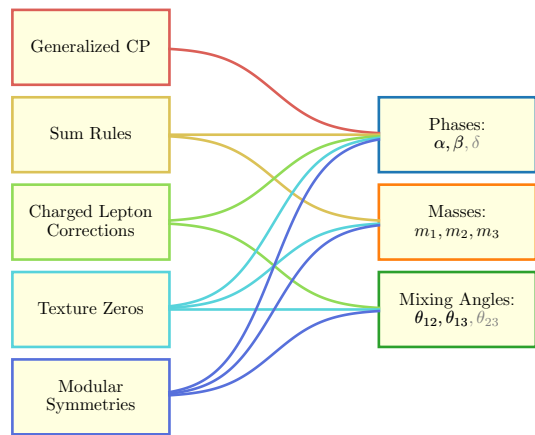 Generalized CP
Sum Rules
Charged Lepton
Corrections
Texture Zeros
Modular
Symmetries
Phases:
α, β, δ
Masses:
m₁, m₂, m₃
Mixing Angles:
θ₁₂, θ₁₃, θ₂₃